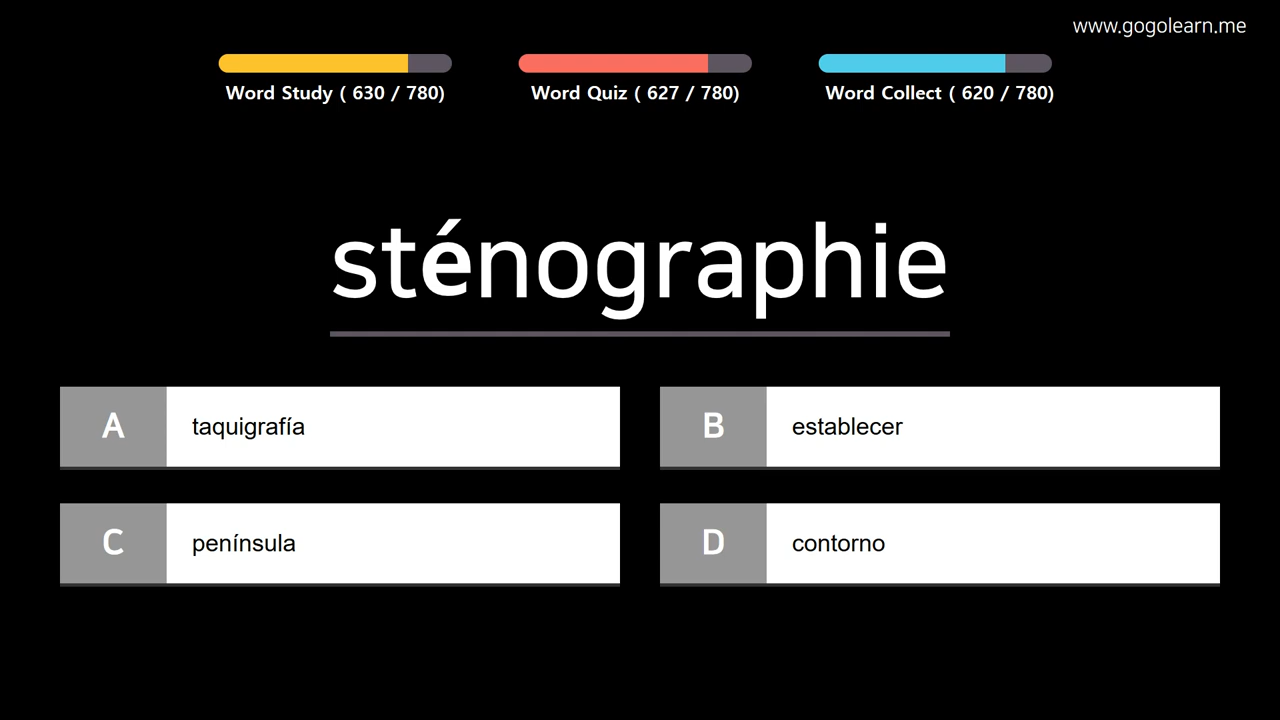 www.gogolearn.me
Word Study ( 630 / 780)
Word Quiz ( 627 / 780)
Word Collect ( 620 / 780)
sténographie
A taquigrafía
B establecer
C península
D contorno